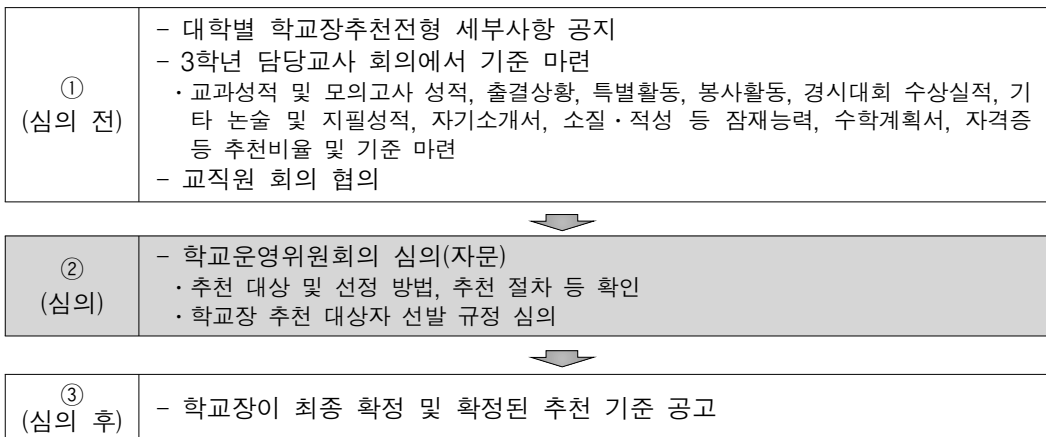 ①
(심의 전)
- 대학별 학교장추천전형 세부사항 공지
- 3학년 담당교사 회의에서 기준 마련
・교과성적 및 모의고사 성적, 출결상황, 특별활동, 봉사활동, 경시대회 수상실적, 기
타 논술 및 지필성적, 자기소개서, 소질・적성 등 잠재능력, 수학계획서, 자격증
등 추천비율 및 기준 마련
- 교직원 회의 협의
②
(심의)
- 학교운영위원회의 심의(자문)
・추천 대상 및 선정 방법, 추천 절차 등 확인
・학교장 추천 대상자 선발 규정 심의
③
(심의 후)
- 학교장이 최종 확정 및 확정된 추천 기준 공고